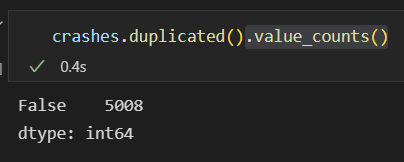 crashes.duplicated().value_counts()
0.4s
False    5008
dtype: int64